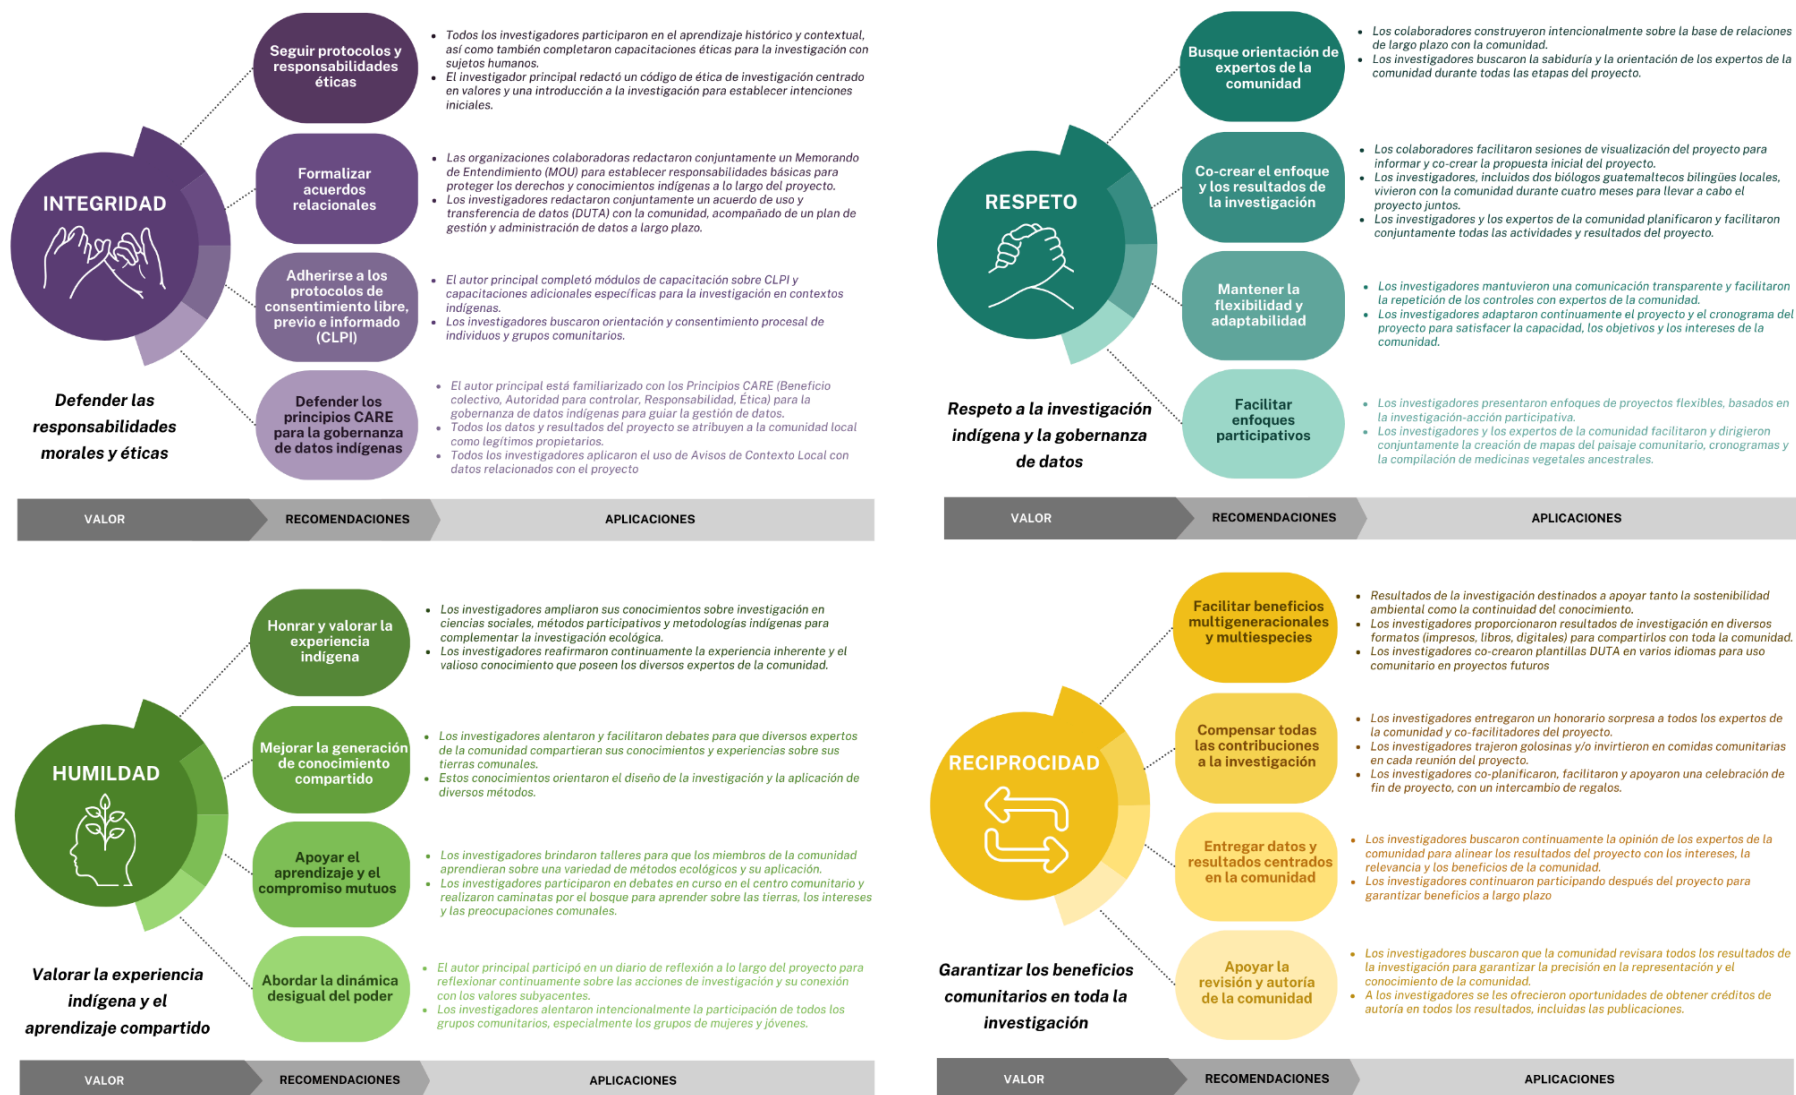 INTEGRIDAD
Defender las
responsabilidades
morales y éticas
Seguir protocolos y
responsabilidades
éticas
• Todos los investigadores participaron en el aprendizaje histórico y contextual,
así como también completaron capacitaciones éticas para la investigación con
sujetos humanos.
• El investigador principal redactó un código de ética de investigación centrado
en valores y una introducción a la investigación para establecer intenciones
iniciales.
Formalizar
acuerdos
relacionales
• Las organizaciones colaboradoras redactaron conjuntamente un Memorando
de Entendimiento (MOU) para establecer responsabilidades básicas para
proteger los derechos y conocimientos indígenas a lo largo del proyecto.
• Los investigadores redactaron conjuntamente un acuerdo de uso y
transferencia de datos (DUTA) con la comunidad, acompañado de un plan de
gestión y administración de datos a largo plazo.
Adherirse a los
protocolos de
consentimiento libre,
previo e informado
(CLPI)
• El autor principal completó módulos de capacitación sobre CLPI y
capacitaciones adicionales específicas para la investigación en contextos
indígenas.
• Los investigadores buscaron orientación y consentimiento procesal de
individuos y grupos comunitarios.
Defender los
principios CARE
para la gobernanza
de datos indígenas
• El autor principal está familiarizado con los Principios CARE (Beneficio
colectivo, Autoridad para controlar, Responsabilidad, Ética) para la
gobernanza de datos indígenas para guiar la gestión de datos.
• Todos los datos y resultados del proyecto se atribuyen a la comunidad local
como legítimos propietarios.
• Todos los investigadores aplicaron el uso de Avisos de Contexto Local con
datos relacionados con el proyecto
VALOR
RECOMENDACIONES
APLICACIONES
RESPETO
Respeto a la investigación
indígena y la gobernanza
de datos
Busque orientación de
expertos de la
comunidad
• Los colaboradores construyeron intencionalmente sobre la base de relaciones
de largo plazo con la comunidad.
• Los investigadores buscaron la sabiduría y la orientación de los expertos de la
comunidad durante todas las etapas del proyecto.
Co-crear el enfoque
y los resultados de
la investigación
• Los colaboradores facilitaron sesiones de visualización del proyecto para
informar y co-crear la propuesta inicial del proyecto.
• Los investigadores, incluidos dos biólogos guatemaltecos bilingües locales,
vivieron con la comunidad durante cuatro meses para llevar a cabo el
proyecto juntos.
• Los investigadores y los expertos de la comunidad planificaron y facilitaron
conjuntamente todas las actividades y resultados del proyecto.
Mantener la
flexibilidad y
adaptabilidad
• Los investigadores mantuvieron una comunicación transparente y facilitaron
la repetición de los controles con expertos de la comunidad.
• Los investigadores adaptaron continuamente el proyecto y el cronograma del
proyecto para satisfacer la capacidad, los objetivos y los intereses de la
comunidad.
Facilitar
enfoques
participativos
• Los investigadores presentaron enfoques de proyectos flexibles, basados en
la investigación-acción participativa.
• Los investigadores y los expertos de la comunidad facilitaron y dirigieron
conjuntamente la creación de mapas del paisaje comunitario, cronogramas y
la compilación de medicinas vegetales ancestrales.
VALOR
RECOMENDACIONES
APLICACIONES
HUMILDAD
Valorar la experiencia
indígena y el
aprendizaje compartido
Honrar y valorar la
experiencia
indígena
• Los investigadores ampliaron sus conocimientos sobre investigación en
ciencias sociales, métodos participativos y metodologías indígenas para
complementar la investigación ecológica.
• Los investigadores reafirmaron continuamente la experiencia inherente y el
valioso conocimiento que poseen los diversos expertos de la comunidad.
Mejorar la generación
de conocimiento
compartido
• Los investigadores alentaron y facilitaron debates para que diversos expertos
de la comunidad compartieran sus conocimientos y experiencias sobre sus
tierras comunales.
• Estos conocimientos orientaron el diseño de la investigación y la aplicación de
diversos métodos.
Apoyar el
aprendizaje y el
compromiso mutuos
• Los investigadores brindaron talleres para que los miembros de la comunidad
aprendieran sobre una variedad de métodos ecológicos y su aplicación.
• Los investigadores participaron en debates en curso en el centro comunitario y
realizaron caminatas por el bosque para aprender sobre las tierras, los intereses
y las preocupaciones comunales.
Abordar la dinámica
desigual del poder
• El autor principal participó en un diario de reflexión a lo largo del proyecto para
reflexionar continuamente sobre las acciones de investigación y su conexión
con los valores subyacentes.
• Los investigadores alentaron intencionalmente la participación de todos los
grupos comunitarios, especialmente los grupos de mujeres y jóvenes.
VALOR
RECOMENDACIONES
APLICACIONES
RECIPROCIDAD
Garantizar los beneficios
comunitarios en toda la
investigación
Facilitar beneficios
multigeneracionales
y multiespecies
• Resultados de la investigación destinados a apoyar tanto la sostenibilidad
ambiental como la continuidad del conocimiento.
• Los investigadores proporcionaron resultados de investigación en diversos
formatos (impresos, libros, digitales) para compartirlos con toda la comunidad.
• Los investigadores co-crearon plantillas DUTA en varios idiomas para uso
comunitario en proyectos futuros
Compensar todas
las contribuciones
a la investigación
• Los investigadores entregaron un honorario sorpresa a todos los expertos de
la comunidad y co-facilitadores del proyecto.
• Los investigadores trajeron golosinas y/o invirtieron en comidas comunitarias
en cada reunión del proyecto.
• Los investigadores co-planificaron, facilitaron y apoyaron una celebración de
fin de proyecto, con un intercambio de regalos.
Entregar datos y
resultados centrados
en la comunidad
• Los investigadores buscaron continuamente la opinión de los expertos de la
comunidad para alinear los resultados del proyecto con los intereses, la
relevancia y los beneficios de la comunidad.
• Los investigadores continuaron participando después del proyecto para
garantizar beneficios a largo plazo
Apoyar la
revisión y autoría
de la comunidad
• Los investigadores buscaron que la comunidad revisara todos los resultados de
la investigación para garantizar la precisión en la representación y el
conocimiento de la comunidad.
• A los investigadores se les ofrecieron oportunidades de obtener créditos de
autoría en todos los resultados, incluidas las publicaciones.
VALOR
RECOMENDACIONES
APLICACIONES